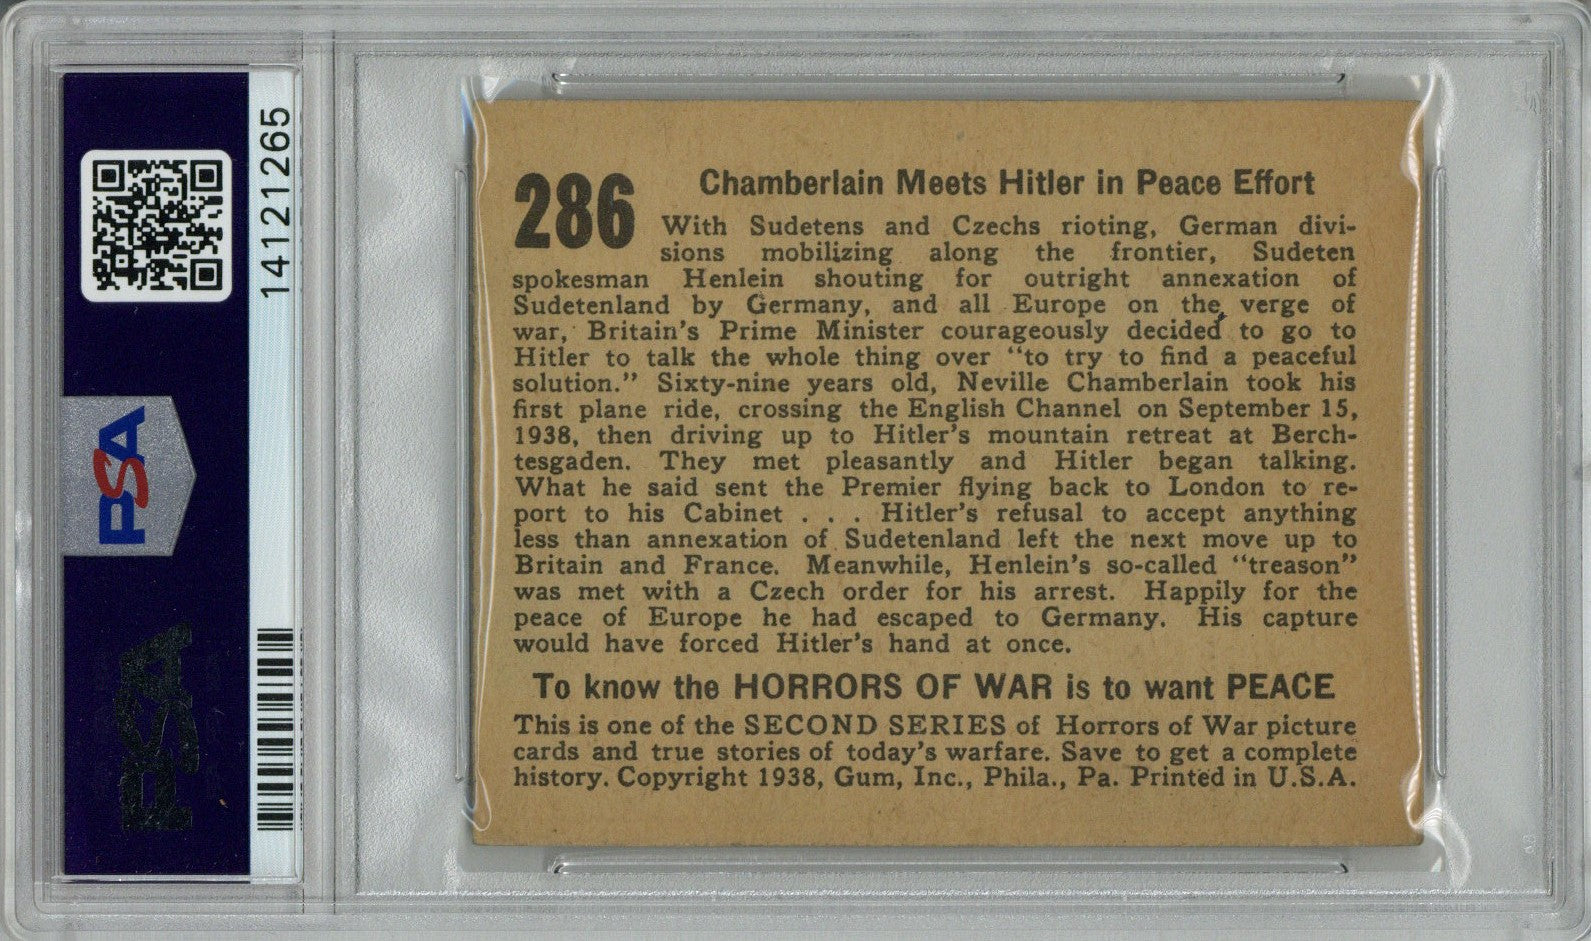 14121265
PSA
PSA
286
Chamberlain Meets Hitler in Peace Effort
With Sudetens and Czechs rioting, German divi-
sions mobilizing along the frontier, Sudeten
spokesman Henlein shouting for outright annexation of
Sudetenland by Germany, and all Europe on the verge of
war, Britain's Prime Minister courageously decided to go to
Hitler to talk the whole thing over "to try to find a peaceful
solution." Sixty-nine years old, Neville Chamberlain took his
first plane ride, crossing the English Channel on September 15,
1938, then driving up to Hitler's mountain retreat at Berch-
tesgaden. They met pleasantly and Hitler began talking.
What he said sent the Premier flying back to London to re-
port to his Cabinet . . . Hitler's refusal to accept anything
less than annexation of Sudetenland left the next move up to
Britain and France. Meanwhile, Henlein's so-called "treason"
was met with a Czech order for his arrest. Happily for the
peace of Europe he had escaped to Germany. His capture
would have forced Hitler's hand at once.
To know the HORRORS OF WAR is to want PEACE
This is one of the SECOND SERIES of Horrors of War picture
cards and true stories of today's warfare. Save to get a complete
history. Copyright 1938, Gum, Inc., Phila., Pa. Printed in U.S.A.